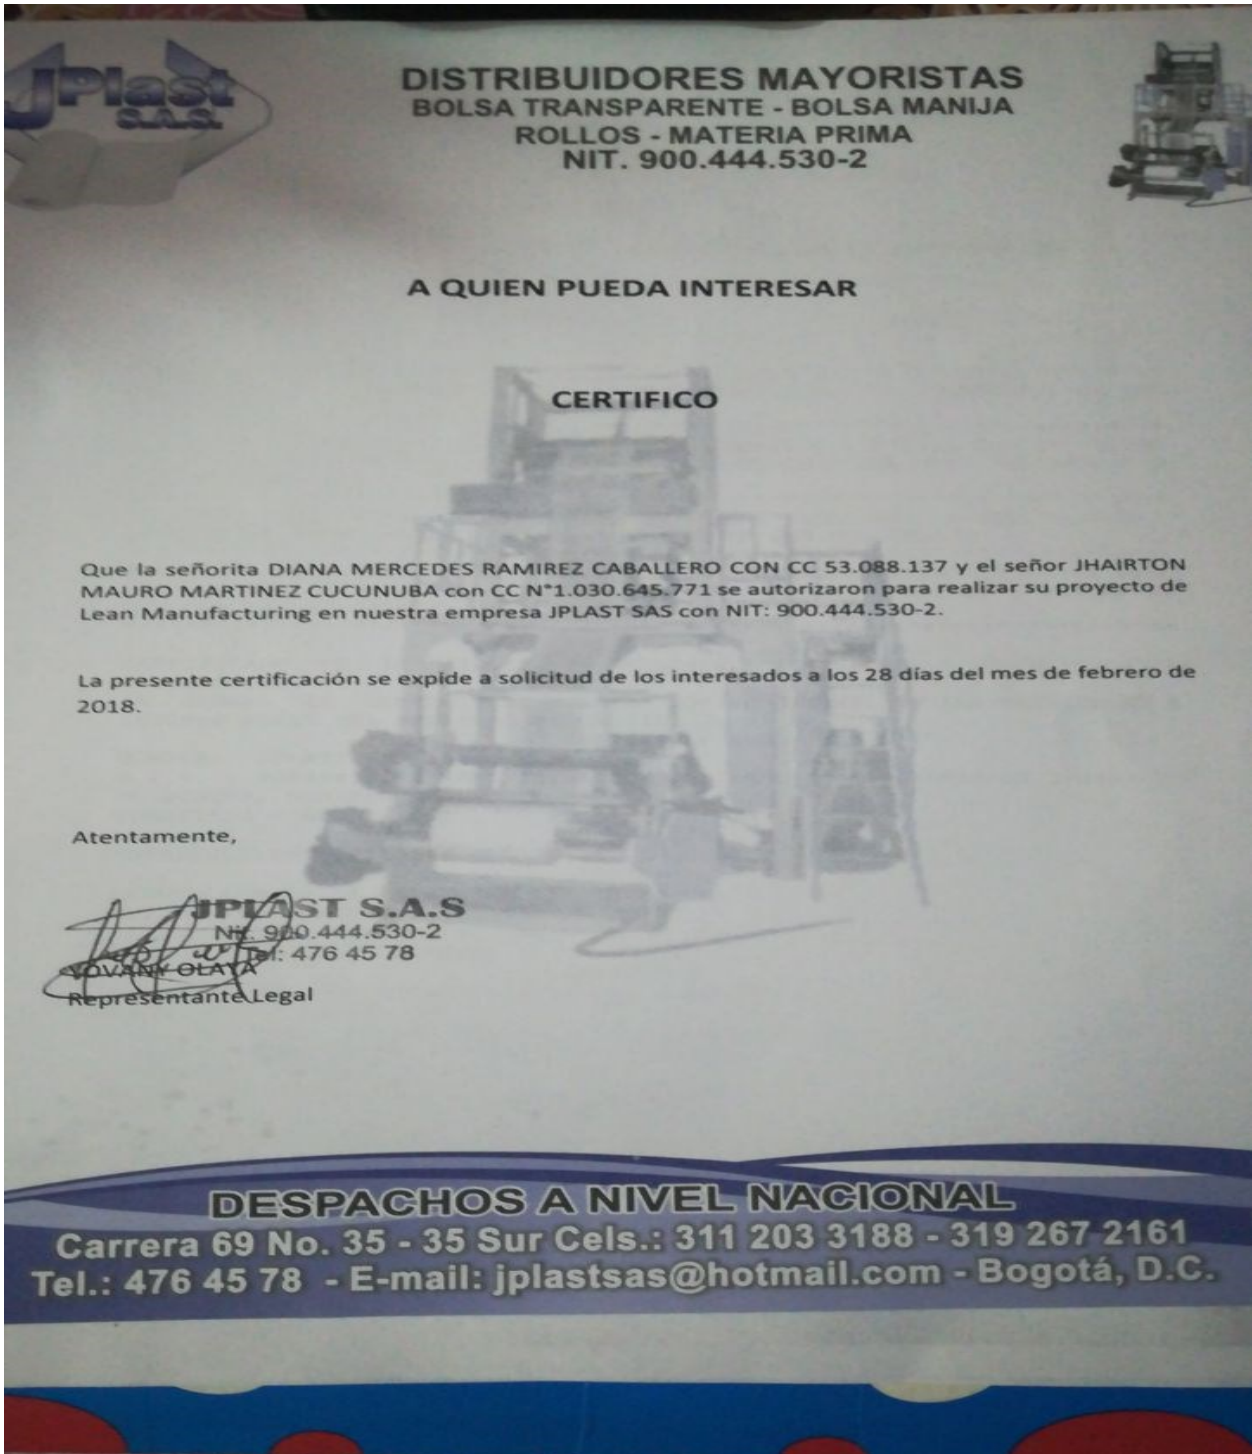 JPlast
S.A.S.
DISTRIBUIDORES MAYORISTAS
BOLSA TRANSPARENTE - BOLSA MANIJA
ROLLOS - MATERIA PRIMA
NIT. 900.444.530-2
A QUIEN PUEDA INTERESAR
CERTIFICO
Que la señorita DIANA MERCEDES RAMIREZ CABALLERO CON CC 53.088.137 y el señor JHAIRTON
MAURO MARTINEZ CUCUNUBA con CC N°1.030.645.771 se autorizaron para realizar su proyecto de
Lean Manufacturing en nuestra empresa JPLAST SAS con NIT: 900.444.530-2.
La presente certificación se expide a solicitud de los interesados a los 28 días del mes de febrero de
2018.
Atentamente,
JPLAST S.A.S
Nit. 900.444.530-2
Tel: 476 45 78
YOVANY OLAYA
Representante Legal
DESPACHOS A NIVEL NACIONAL
Carrera 69 No. 35 - 35 Sur Cels.: 311 203 3188 - 319 267 2161
Tel.: 476 45 78 - E-mail: jplastsas@hotmail.com - Bogotá, D.C.